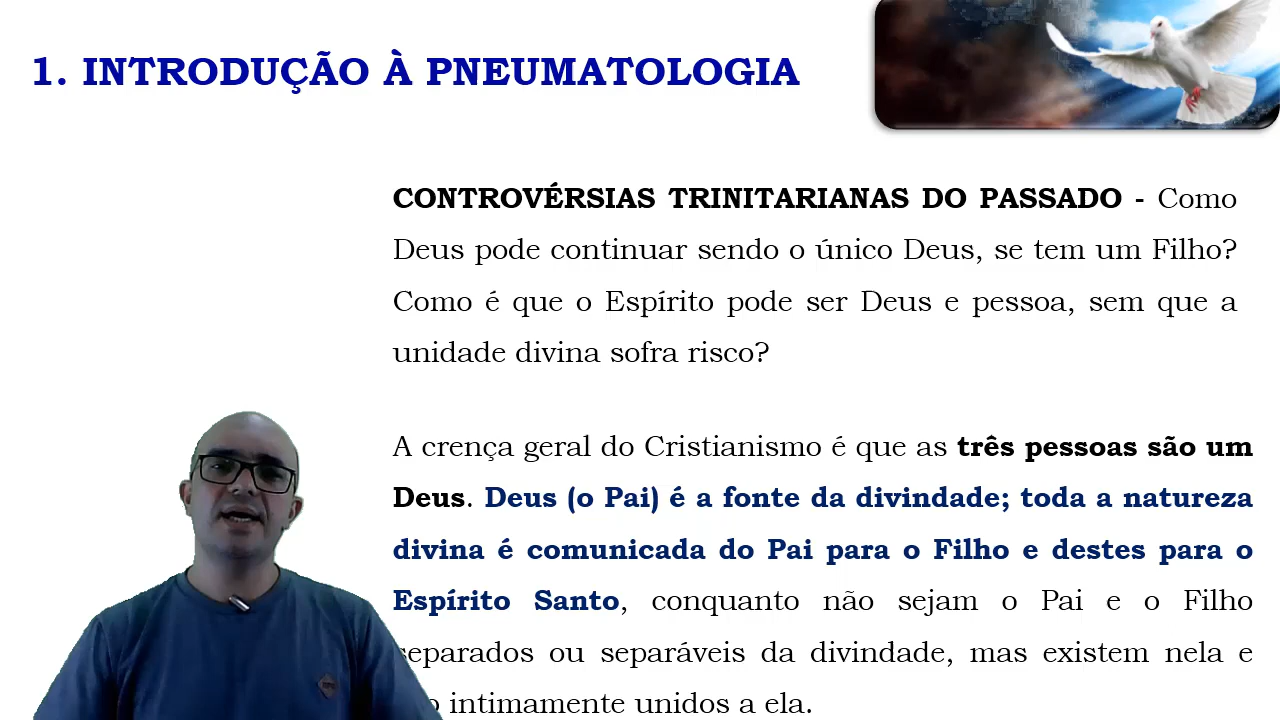 1. INTRODUÇÃO À PNEUMATOLOGIA
CONTROVÉRSIAS TRINITARIANAS DO PASSADO - Como
Deus pode continuar sendo o único Deus, se tem um Filho?
Como é que o Espírito pode ser Deus e pessoa, sem que a
unidade divina sofra risco?
A crença geral do Cristianismo é que as três pessoas são um
Deus. Deus (o Pai) é a fonte da divindade; toda a natureza
divina é comunicada do Pai para o Filho e destes para o
Espírito Santo, conquanto não sejam o Pai e o Filho
separados ou separáveis da divindade, mas existem nela e
intimamente unidos a ela.